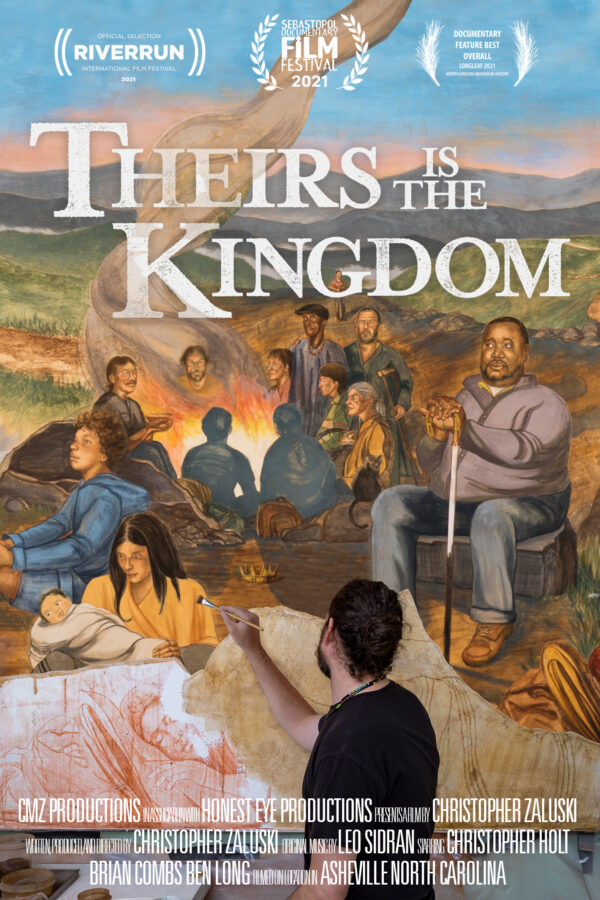 OFFICIAL SELECTION
RIVERRUN
INTERNATIONAL FILM FESTIVAL
2021
SEBASTOPOL
DOCUMENTARY
FiLM
FESTIVAL
2021
DOCUMENTARY
FEATURE BEST
OVERALL
LONGLEAF 2021
NORTH CAROLINA MUSEUM OF HISTORY
THEIRS IS THE
KINGDOM
CMZ PRODUCTIONS IN ASSOCIATION WITH HONEST EYE PRODUCTIONS PRESENTS A FILM BY CHRISTOPHER ZALUSKI
WRITTEN, PRODUCED, AND DIRECTED BY CHRISTOPHER ZALUSKI ORIGINAL MUSIC BY LEO SIDRAN STARRING CHRISTOPHER HOLT
BRIAN COMBS BEN LONG FILMED ON LOCATION IN ASHEVILLE NORTH CAROLINA